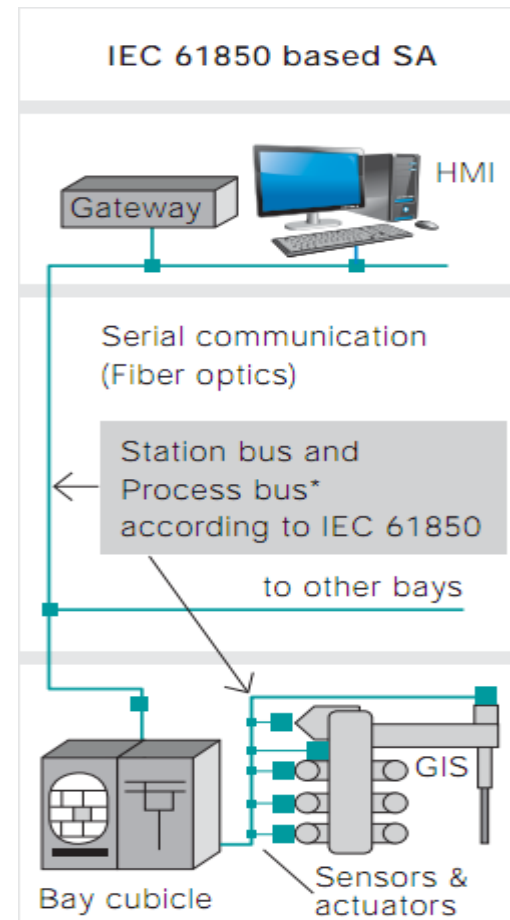 IEC 61850 based SA
HMI
Gateway
Serial communication
(Fiber optics)
Station bus and
Process bus*
according to IEC 61850
to other bays
GIS
Sensors &
actuators
Bay cubicle